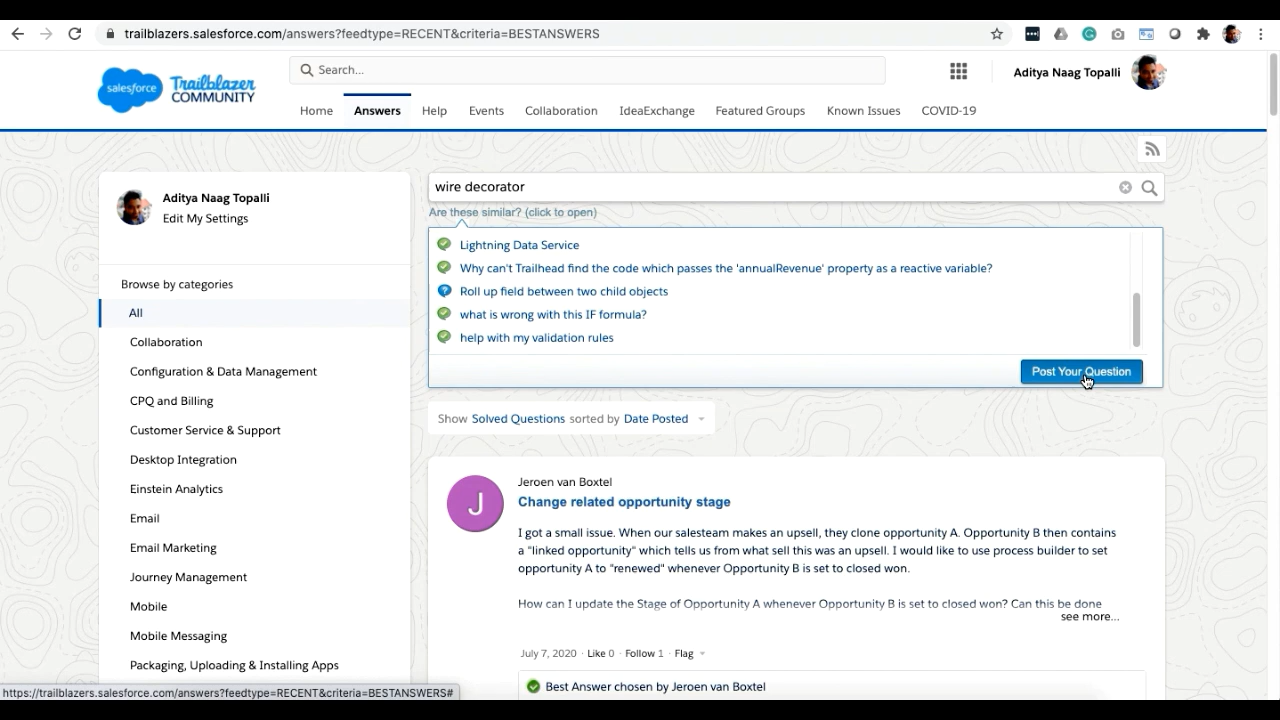 trailblazers.salesforce.com/answers?feedtype=RECENT&criteria=BESTANSWERS
salesforce
Trailblazer
COMMUNITY
Search...
Aditya Naag Topalli
Home Answers Help Events Collaboration IdeaExchange Featured Groups Known Issues COVID-19
Aditya Naag Topalli
Edit My Settings
Browse by categories
All
Collaboration
Configuration & Data Management
CPQ and Billing
Customer Service & Support
Desktop Integration
Einstein Analytics
Email
Email Marketing
Journey Management
Mobile
Mobile Messaging
Packaging, Uploading & Installing Apps
wire decorator
Are these similar? (click to open)
Lightning Data Service
Why can't Trailhead find the code which passes the 'annualRevenue' property as a reactive variable?
Roll up field between two child objects
what is wrong with this IF formula?
help with my validation rules
Post Your Question
Show Solved Questions sorted by Date Posted
J
Jeroen van Boxtel
Change related opportunity stage
I got a small issue. When our salesteam makes an upsell, they clone opportunity A. Opportunity B then contains
a "linked opportunity" which tells us from what sell this was an upsell. I would like to use process builder to set
opportunity A to "renewed" whenever Opportunity B is set to closed won.
How can I update the Stage of Opportunity A whenever Opportunity B is set to closed won? Can this be done
see more...
July 7, 2020 · Like 0 · Follow 1 · Flag
Best Answer chosen by Jeroen van Boxtel
https://trailblazers.salesforce.com/answers?feedtype=RECENT&criteria=BESTANSWERS#